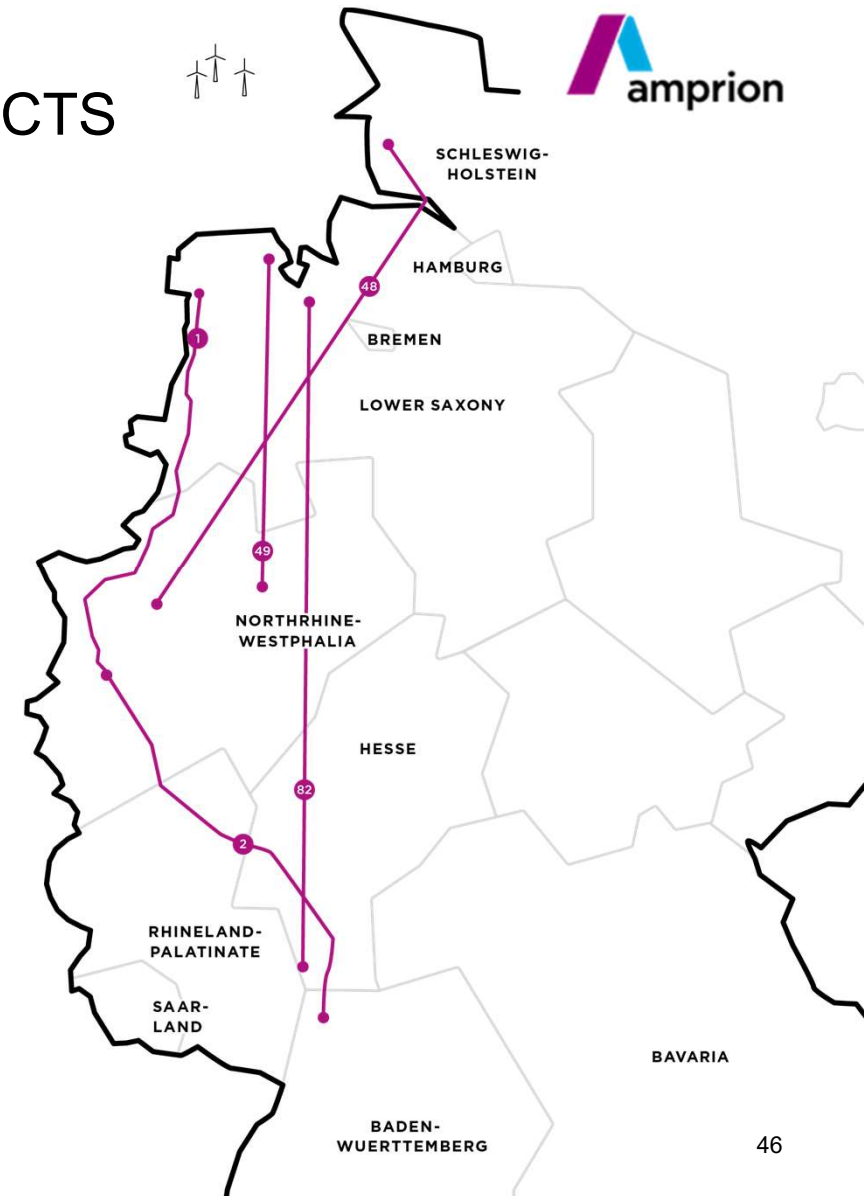 CTS
amprion
SCHLESWIG-
HOLSTEIN
HAMBURG
48
1
BREMEN
LOWER SAXONY
49
NORTHRHINE-
WESTPHALIA
HESSE
82
2
RHINELAND-
PALATINATE
SAAR-
LAND
BAVARIA
BADEN-
WUERTTEMBERG
46